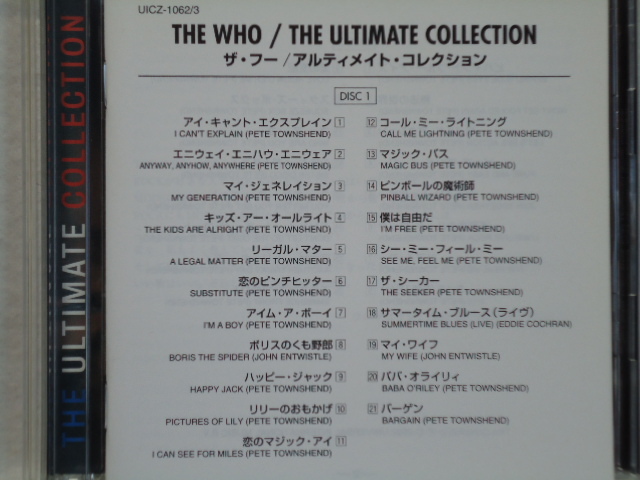 UICZ-1062/3
THE WHO / THE ULTIMATE COLLECTION
ザ・フー/アルティメイト・コレクション
DISC 1
アイ・キャント・エクスプレイン 1
I CAN'T EXPLAIN (PETE TOWNSHEND)
エニウェイ・エニハウ・エニウェア 2
ANYWAY, ANYHOW, ANYWHERE (PETE TOWNSHEND)
マイ・ジェネレイション 3
MY GENERATION (PETE TOWNSHEND)
キッズ・アー・オールライト 4
THE KIDS ARE ALRIGHT (PETE TOWNSHEND)
リーガル・マター 5
A LEGAL MATTER (PETE TOWNSHEND)
恋のピンチヒッター 6
SUBSTITUTE (PETE TOWNSHEND)
アイム・ア・ボーイ 7
I'M A BOY (PETE TOWNSHEND)
ボリスのくも野郎 8
BORIS THE SPIDER (JOHN ENTWISTLE)
ハッピー・ジャック 9
HAPPY JACK (PETE TOWNSHEND)
リリーのおもかげ 10
PICTURES OF LILY (PETE TOWNSHEND)
恋のマジック・アイ 11
I CAN SEE FOR MILES (PETE TOWNSHEND)
12 コール・ミー・ライトニング
CALL ME LIGHTNING (PETE TOWNSHEND)
13 マジック・バス
MAGIC BUS (PETE TOWNSHEND)
14 ピンボールの魔術師
PINBALL WIZARD (PETE TOWNSHEND)
15 僕は自由だ
I'M FREE (PETE TOWNSHEND)
16 シー・ミー・フィール・ミー
SEE ME, FEEL ME (PETE TOWNSHEND)
17 ザ・シーカー
THE SEEKER (PETE TOWNSHEND)
18 サマータイム・ブルース(ライヴ)
SUMMERTIME BLUES (LIVE) (EDDIE COCHRAN)
19 マイ・ワイフ
MY WIFE (JOHN ENTWISTLE)
20 ババ・オライリィ
BABA O'RILEY (PETE TOWNSHEND)
21 バーゲン
BARGAIN (PETE TOWNSHEND)
THE ULTIMATE COLLECTION